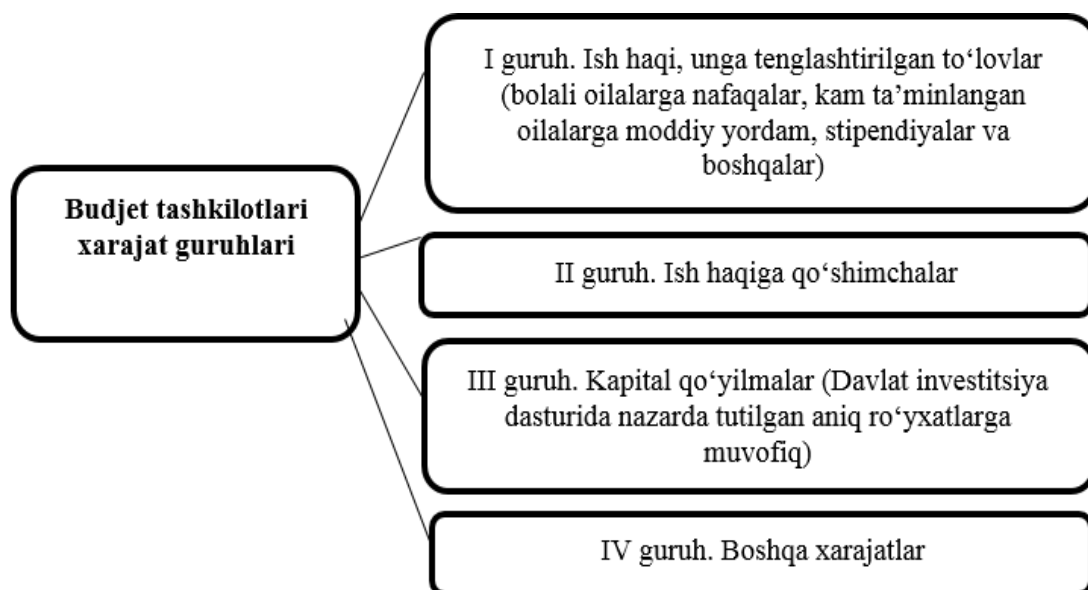 Budjet tashkilotlari
xarajat guruhlari
I guruh. Ish haqi, unga tenglashtirilgan to‘lovlar
(bolali oilalarga nafaqalar, kam ta’minlangan
oilalarga moddiy yordam, stipendiyalar va
boshqalar)
II guruh. Ish haqiga qo‘shimchalar
III guruh. Kapital qo‘yilmalar (Davlat investitsiya
dasturida nazarda tutilgan aniq ro‘yxatlarga
muvofiq)
IV guruh. Boshqa xarajatlar